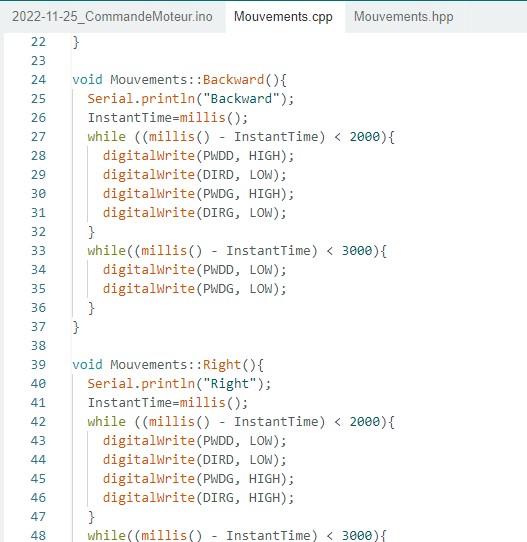 2022-11-25_CommandeMoteur.ino Mouvements.cpp Mouvements.hpp
22 }
23
24 void Mouvements::Backward(){
25 Serial.println("Backward");
26 InstantTime=millis();
27 while ((millis() - InstantTime) < 2000){
28 digitalWrite(PWDD, HIGH);
29 digitalWrite(DIRD, LOW);
30 digitalWrite(PWDG, HIGH);
31 digitalWrite(DIRG, LOW);
32 }
33 while((millis() - InstantTime) < 3000){
34 digitalWrite(PWDD, LOW);
35 digitalWrite(PWDG, LOW);
36 }
37 }
38
39 void Mouvements::Right(){
40 Serial.println("Right");
41 InstantTime=millis();
42 while ((millis() - InstantTime) < 2000){
43 digitalWrite(PWDD, LOW);
44 digitalWrite(DIRD, LOW);
45 digitalWrite(PWDG, HIGH);
46 digitalWrite(DIRG, HIGH);
47 }
48 while((millis() - InstantTime) < 3000){